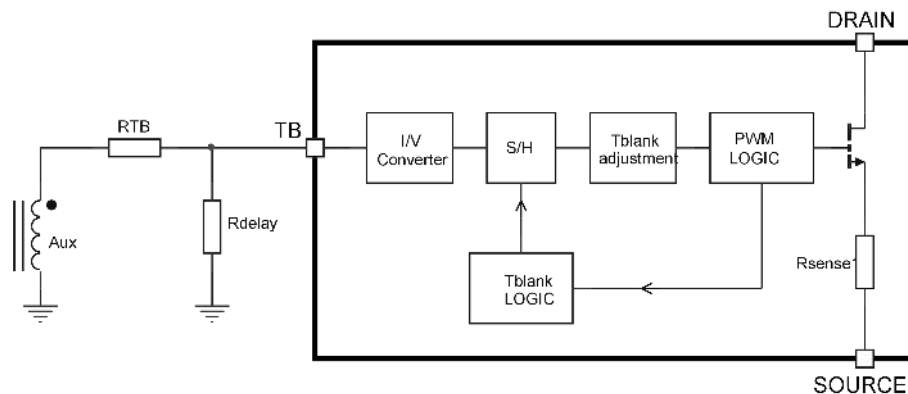 DRAIN
RTB
TB
I/V
Converter
S/H
Tblank
adjustment
PWM
LOGIC
Aux
Rdelay
Tblank
LOGIC
Rsense1
SOURCE